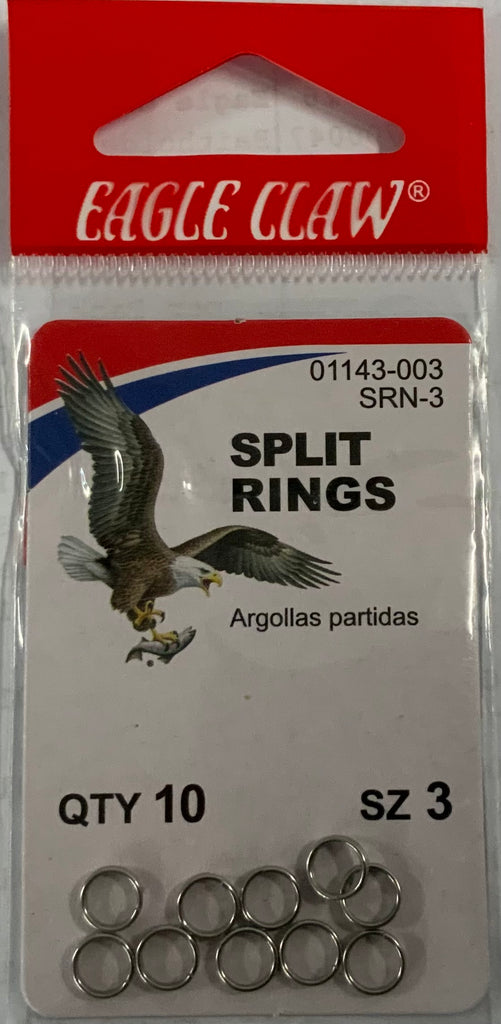 EAGLE CLAW®
01143-003
SRN-3
SPLIT
RINGS
Argollas partidas
QTY 10
SZ 3